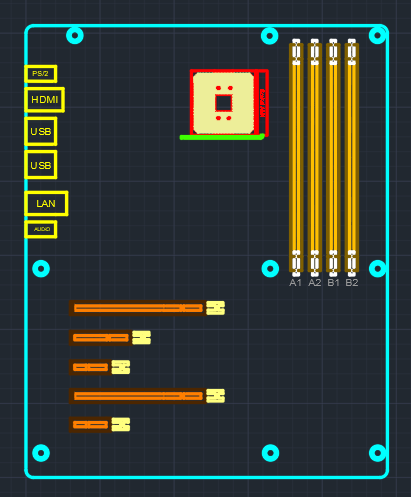 PS/2
HDMI
USB
USB
LAN
AUDIO
A1 A2 B1 B2